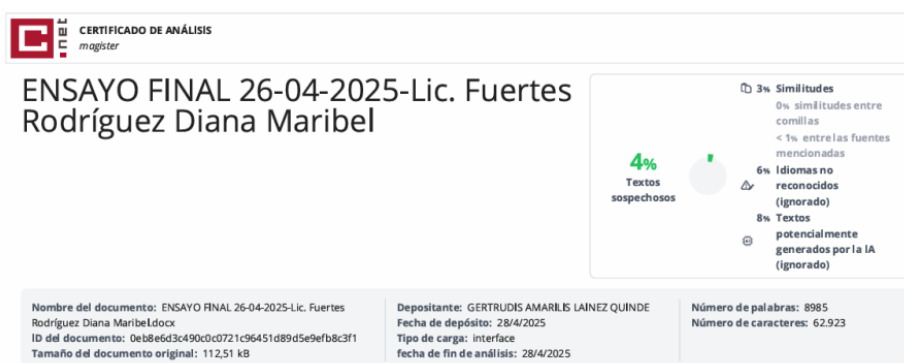 .net
CERTIFICADO DE ANÁLISIS
magister
ENSAYO FINAL 26-04-2025-Lic. Fuertes
Rodríguez Diana Maribel
4%
Textos
sospechosos
3% Similitudes
0% similitudes entre
comillas
< 1% entre las fuentes
mencionadas
6% Idiomas no
reconocidos
(ignorado)
8% Textos
potencialmente
generados por la IA
(ignorado)
Nombre del documento: ENSAYO FINAL 26-04-2025-Lic. Fuertes
Rodríguez Diana Maribel.docx
ID del documento: 0eb8e6d3c490c0c0721c96451d89d5e9efb8c3f1
Tamaño del documento original: 112,51 kB
Depositante: GERTRUDIS AMARILIS LAÍNEZ QUINDE
Fecha de depósito: 28/4/2025
Tipo de carga: interface
fecha de fin de análisis: 28/4/2025
Número de palabras: 8985
Número de caracteres: 62.923